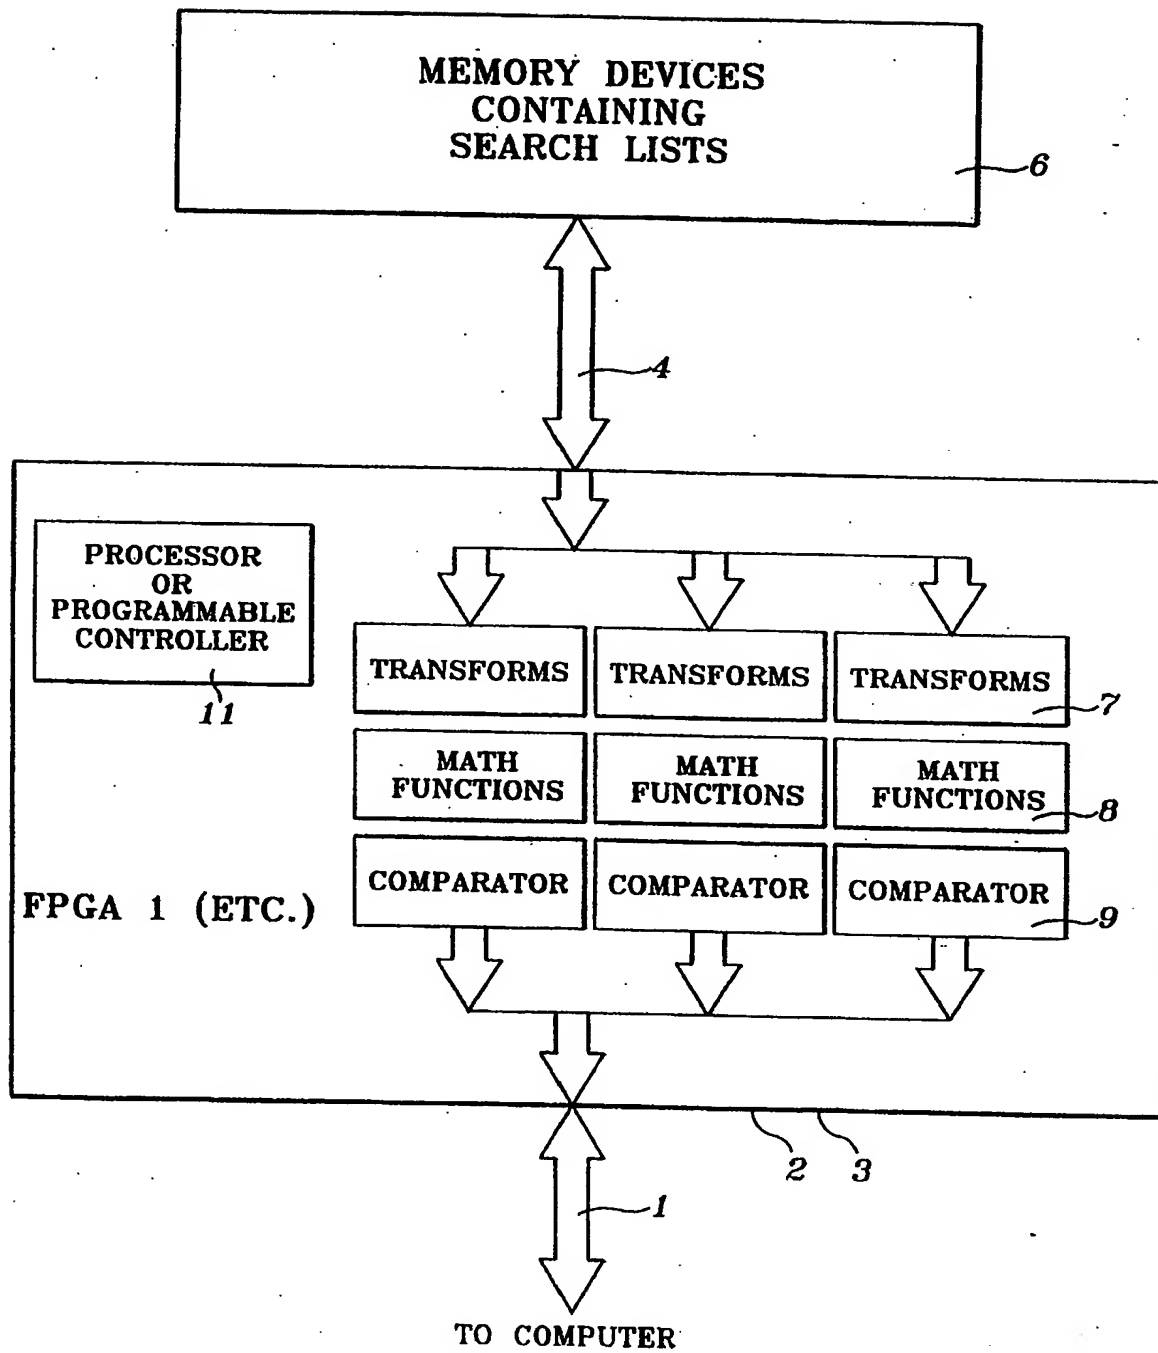 MEMORY DEVICES
CONTAINING
SEARCH LISTS
6
4
PROCESSOR
OR
PROGRAMMABLE
CONTROLLER
11
TRANSFORMS TRANSFORMS TRANSFORMS
7
MATH
FUNCTIONS
MATH
FUNCTIONS
MATH
FUNCTIONS
8
COMPARATOR COMPARATOR COMPARATOR
9
FPGA 1 (ETC.)
2 3
1
TO COMPUTER